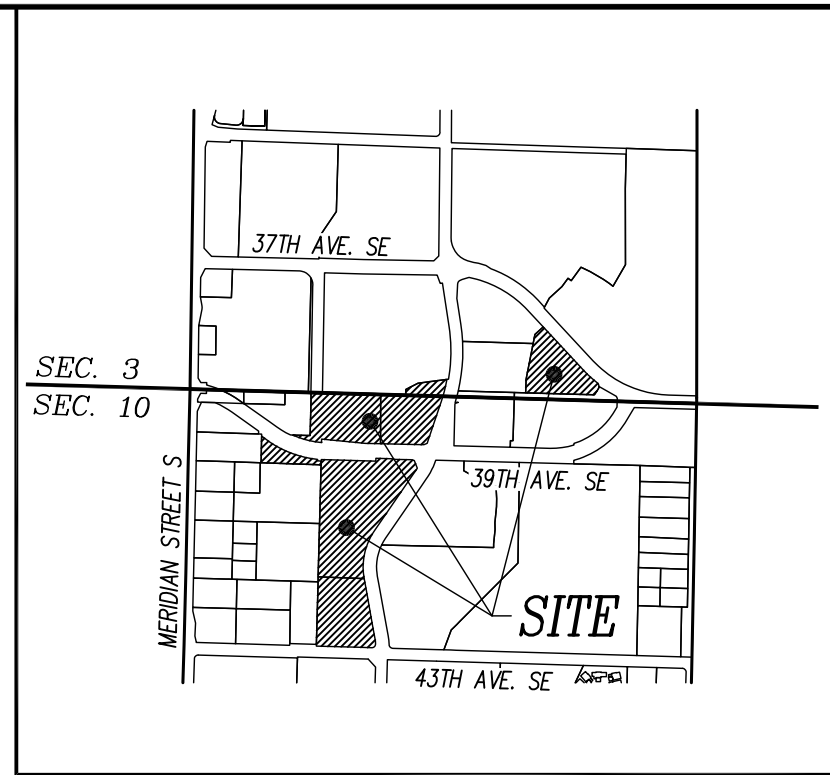 37TH AVE. SE
SEC. 3
SEC. 10
39TH AVE. SE
MERIDIAN STREET S
SITE
43TH AVE. SE